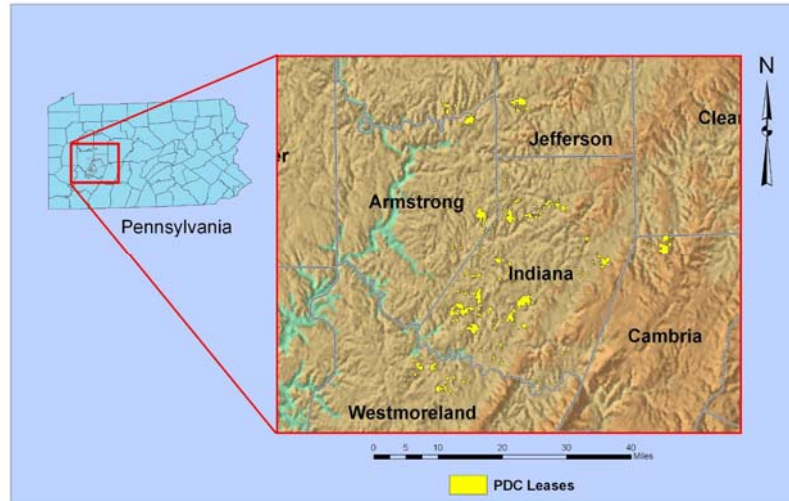 N
Jefferson
Clear
er
Armstrong
Pennsylvania
Indiana
Cambria
Westmoreland
0 5 10 20 30 40
Miles
PDC Leases